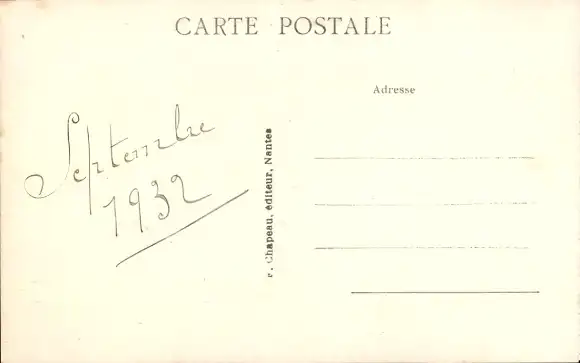 CARTE POSTALE
Septembre
1932
F. Chapeau, éditeur, Nantes
Adresse